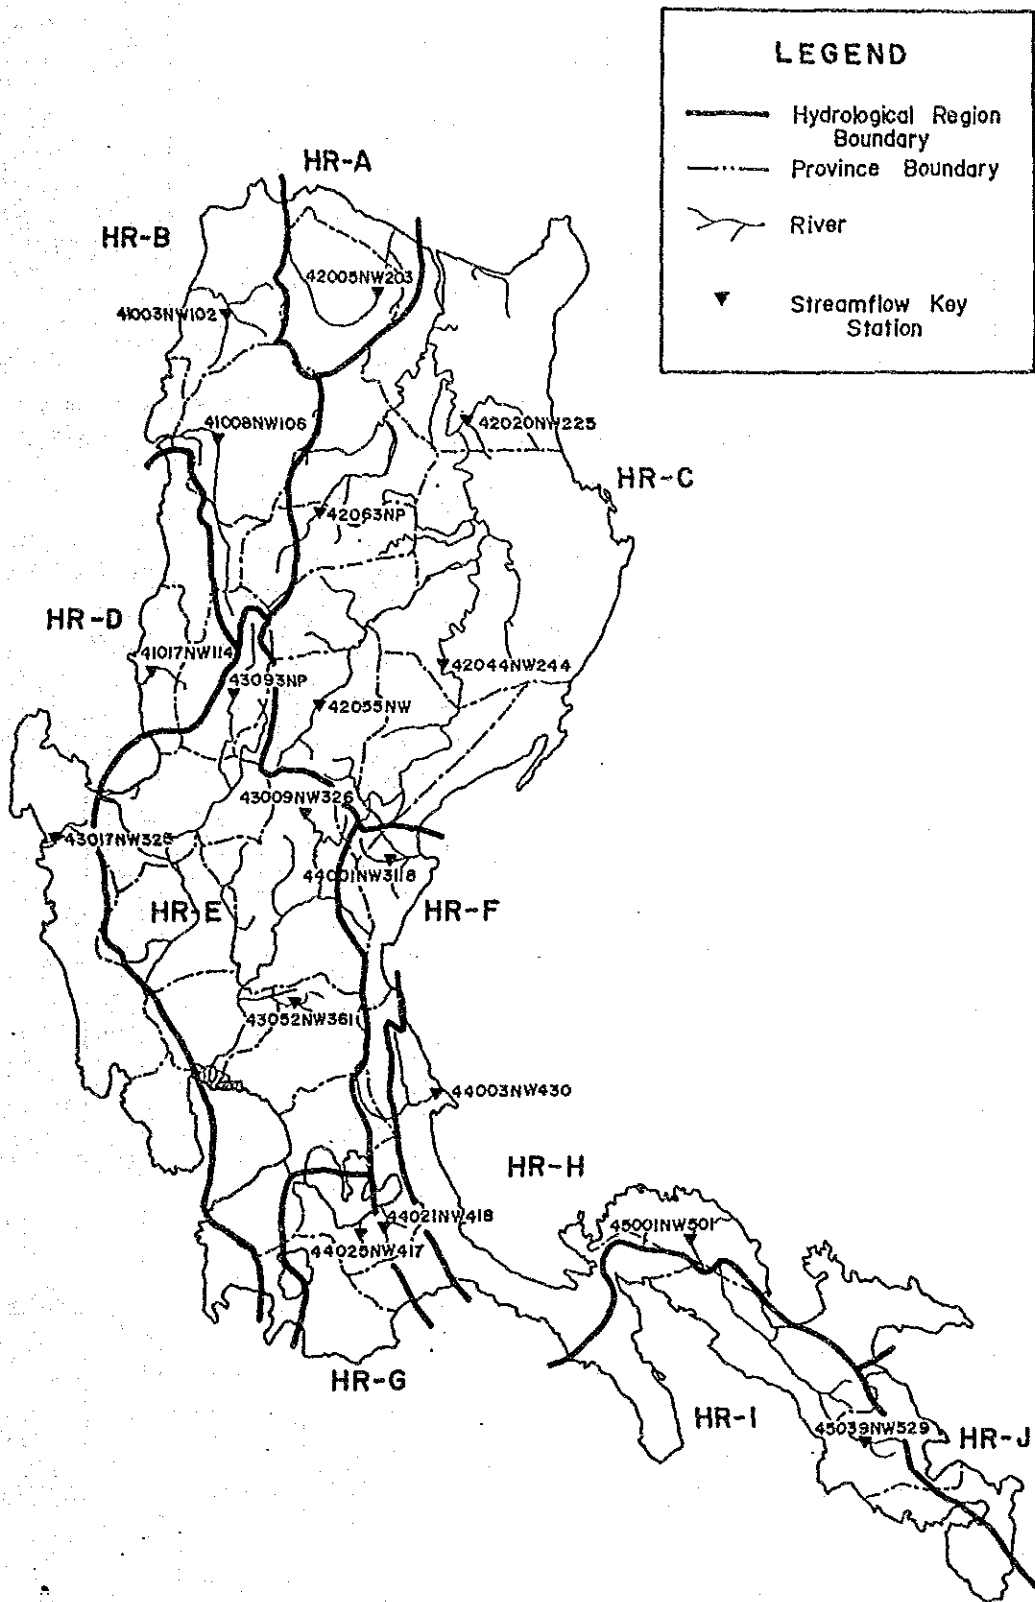 LEGEND
Hydrological Region
Boundary
Province Boundary
River
Streamflow Key
Station
HR-A
HR-B
42005NW203
41003NW102
41008NW106
42020NW225
HR-C
42063NP
HR-D
41017NW114
42044NW244
43093NP
42055NW
43009NW326
43017NW325
44001NW3118
HR-E
HR-F
43052NW361
44003NW430
HR-H
44021NW418
45001NW501
44025NW417
HR-G
HR-I
45039NW529
HR-J